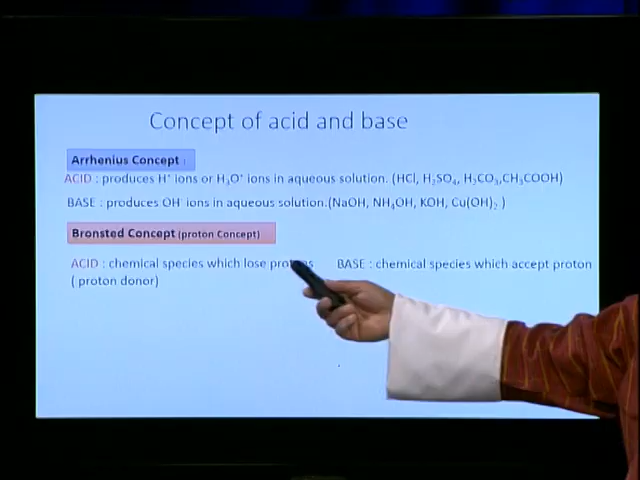 Concept of acid and base
Arrhenius Concept :
ACID : produces H⁺ ions or H₃O⁺ ions in aqueous solution. (HCl, H₂SO₄, H₂CO₃,CH₃COOH)
BASE : produces OH⁻ ions in aqueous solution.(NaOH, NH₄OH, KOH, Cu(OH)₂ )
Bronsted Concept (proton Concept)
ACID : chemical species which lose protons BASE : chemical species which accept proton
( proton donor)